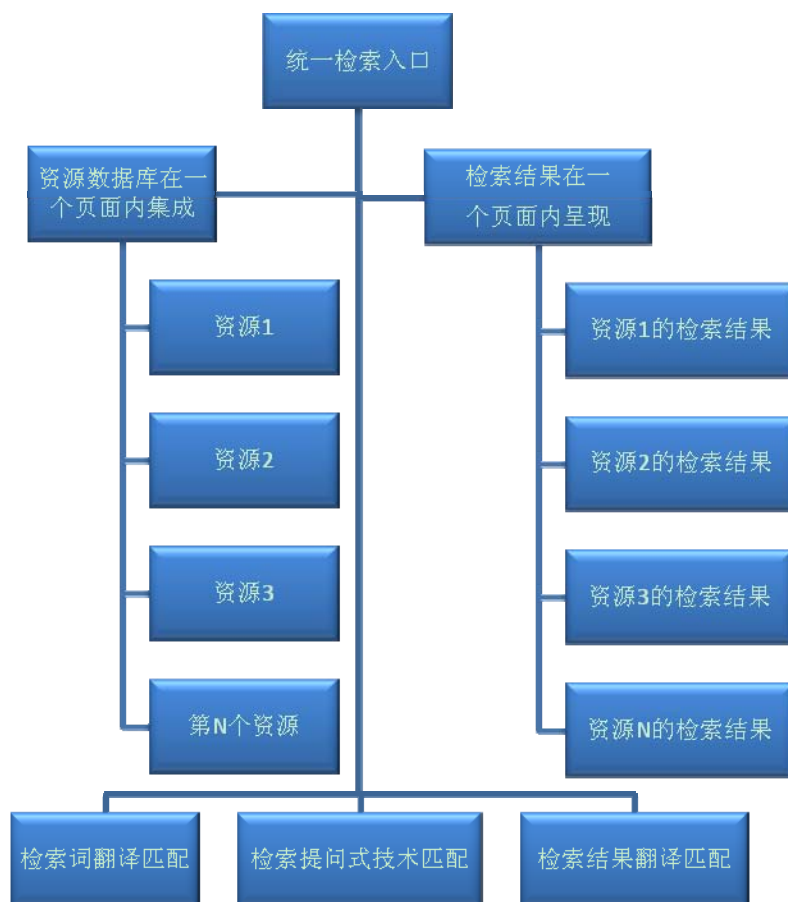 统一检索入口
资源数据库在一
个页面内集成
检索结果在一
个页面内呈现
资源1
资源1的检索结果
资源2
资源2的检索结果
资源3
资源3的检索结果
第N个资源
资源N的检索结果
检索词翻译匹配
检索提问式技术匹配
检索结果翻译匹配